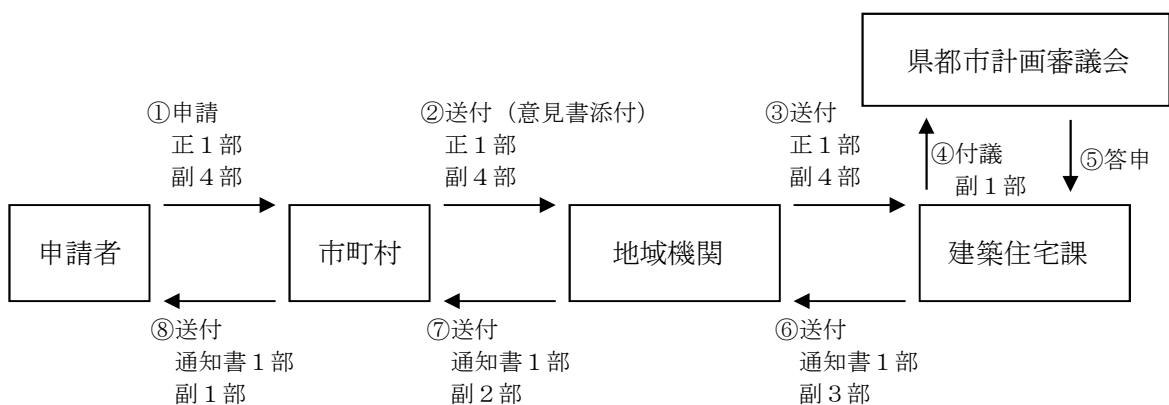 県都市計画審議会
①申請
正１部
副４部
②送付（意見書添付）
正１部
副４部
③送付
正１部
副４部
④付議
副１部
⑤答申
申請者
市町村
地域機関
建築住宅課
⑧送付
通知書１部
副１部
⑦送付
通知書１部
副２部
⑥送付
通知書１部
副３部